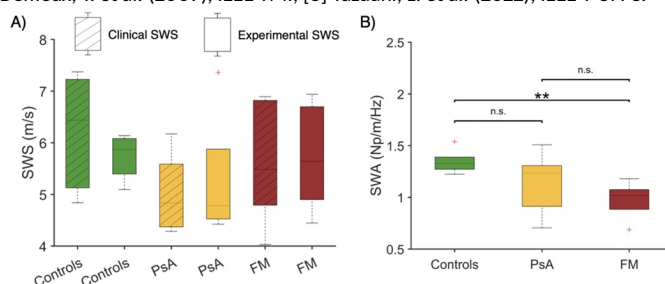 A)
Clinical SWS
Experimental SWS
SWS (m/s)
8
7
6
5
4
Controls
Controls
PsA
PsA
FM
FM
B)
SWA (Np/m/Hz)
2.5
2
1.5
1
0.5
n.s.
**
n.s.
Controls
PsA
FM